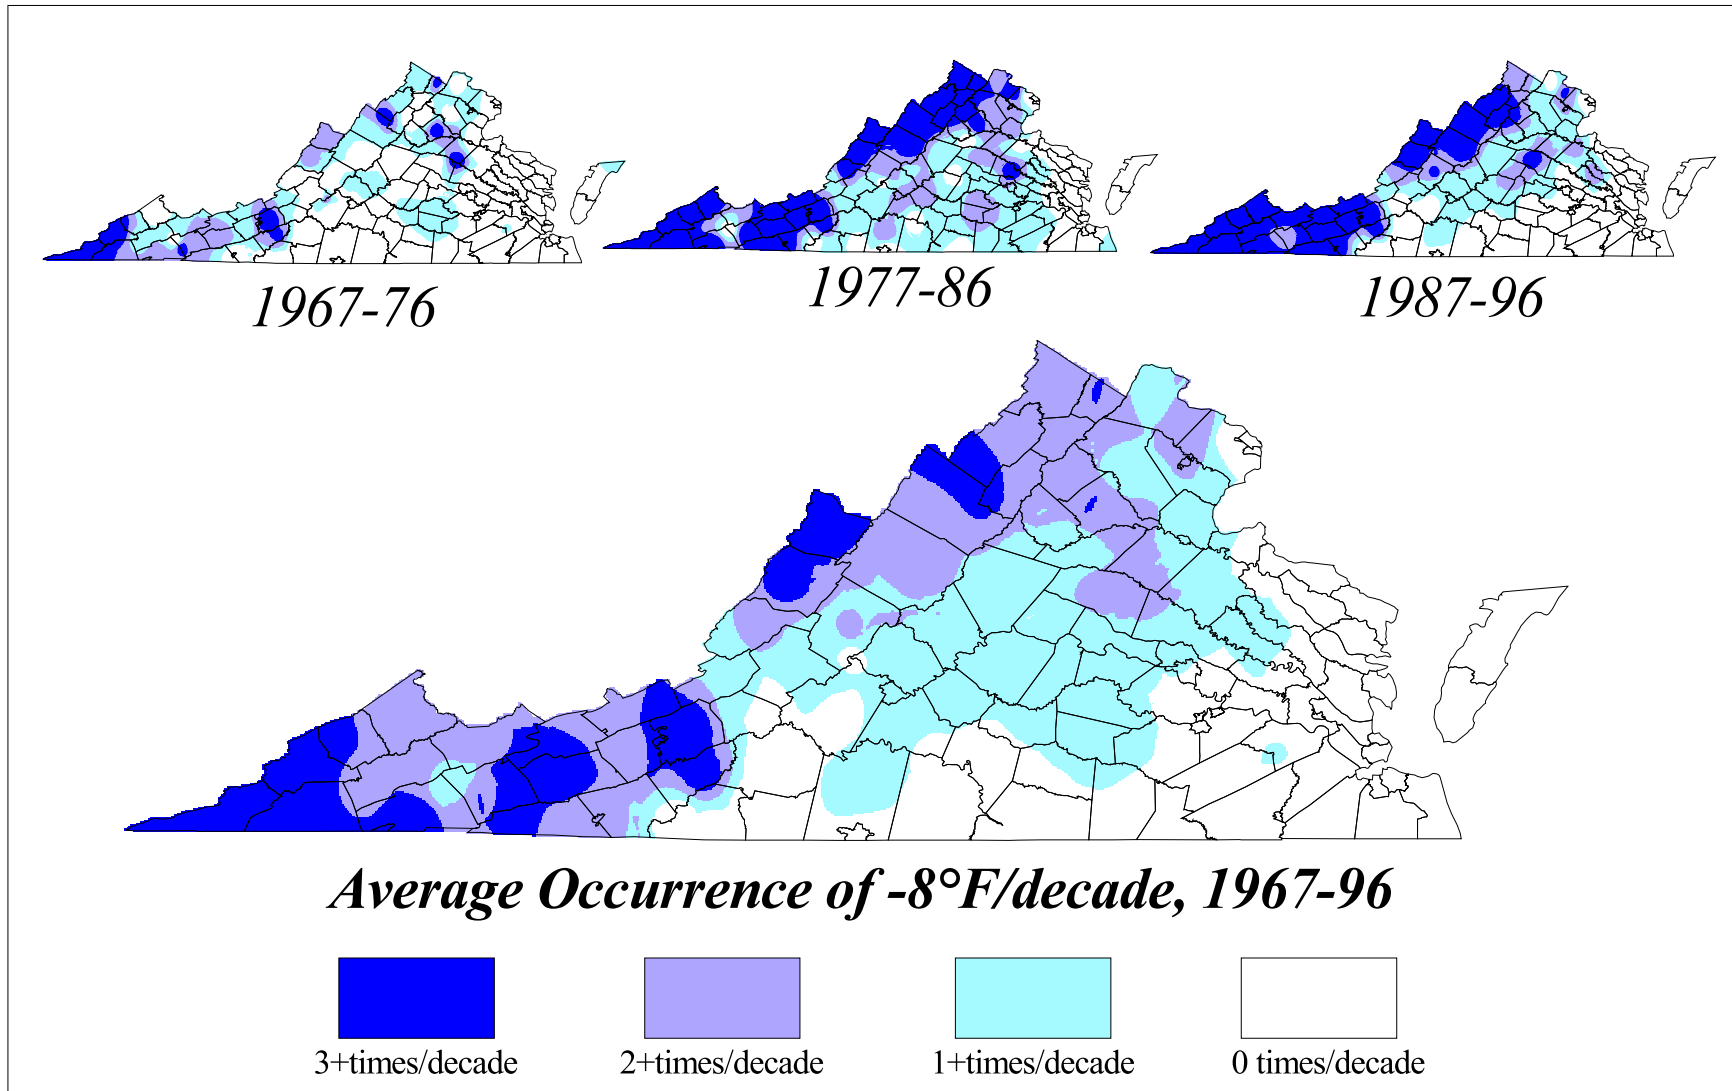 1967-76
1977-86
1987-96
Average Occurrence of -8°F/decade, 1967-96
3+times/decade
2+times/decade
1+times/decade
0 times/decade